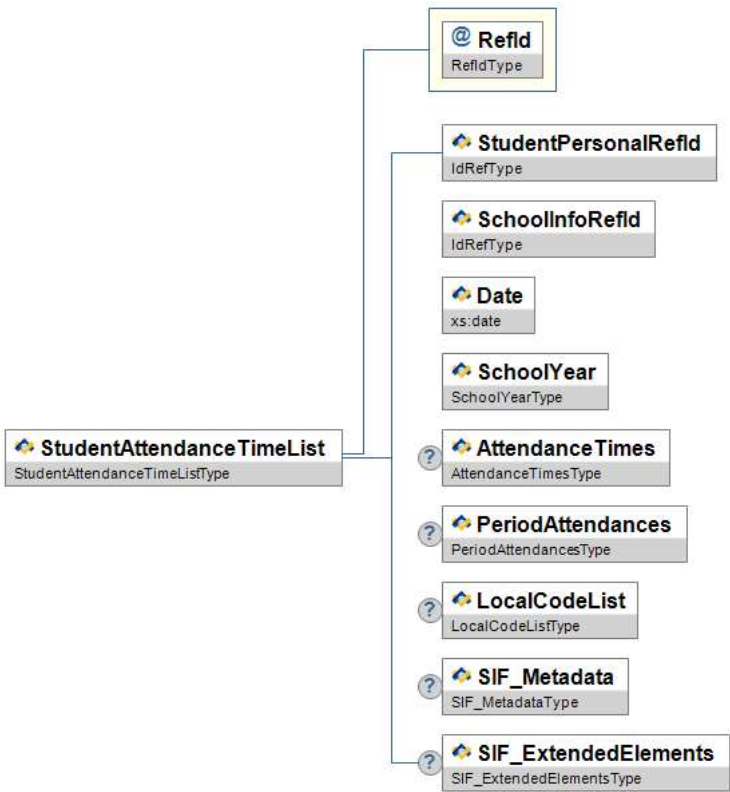 @ RefId
RefIdType
StudentPersonalRefId
IdRefType
SchoolInfoRefId
IdRefType
Date
xs:date
SchoolYear
SchoolYearType
StudentAttendanceTimeList
StudentAttendanceTimeListType
? AttendanceTimes
AttendanceTimesType
? PeriodAttendances
PeriodAttendancesType
? LocalCodeList
LocalCodeListType
? SIF_Metadata
SIF_MetadataType
? SIF_ExtendedElements
SIF_ExtendedElementsType